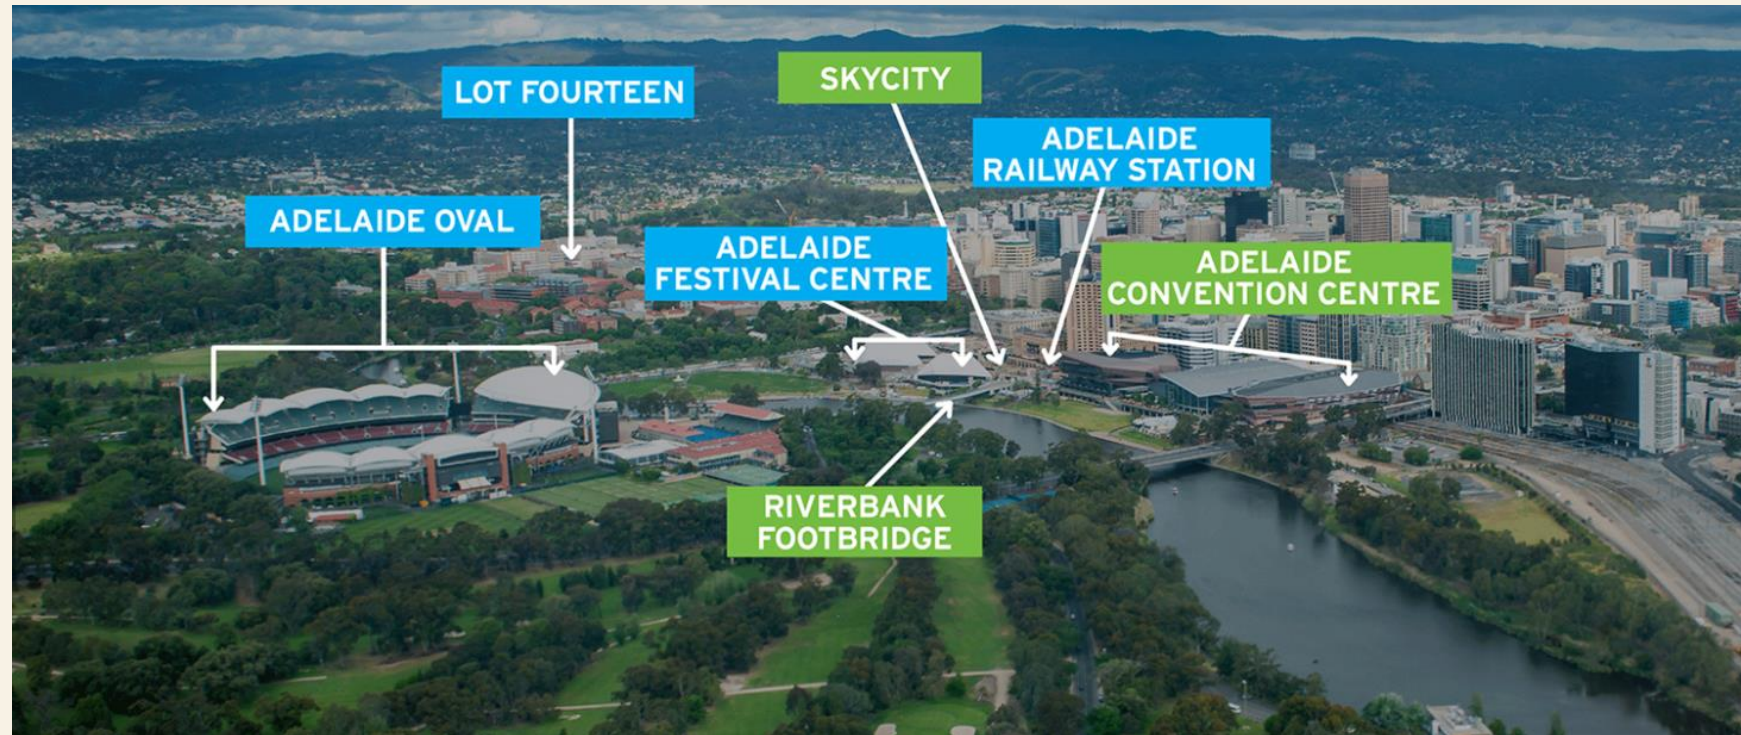 SKYCITY
LOT FOURTEEN
ADELAIDE
RAILWAY STATION
ADELAIDE OVAL
ADELAIDE
FESTIVAL CENTRE
ADELAIDE
CONVENTION CENTRE
RIVERBANK
FOOTBRIDGE